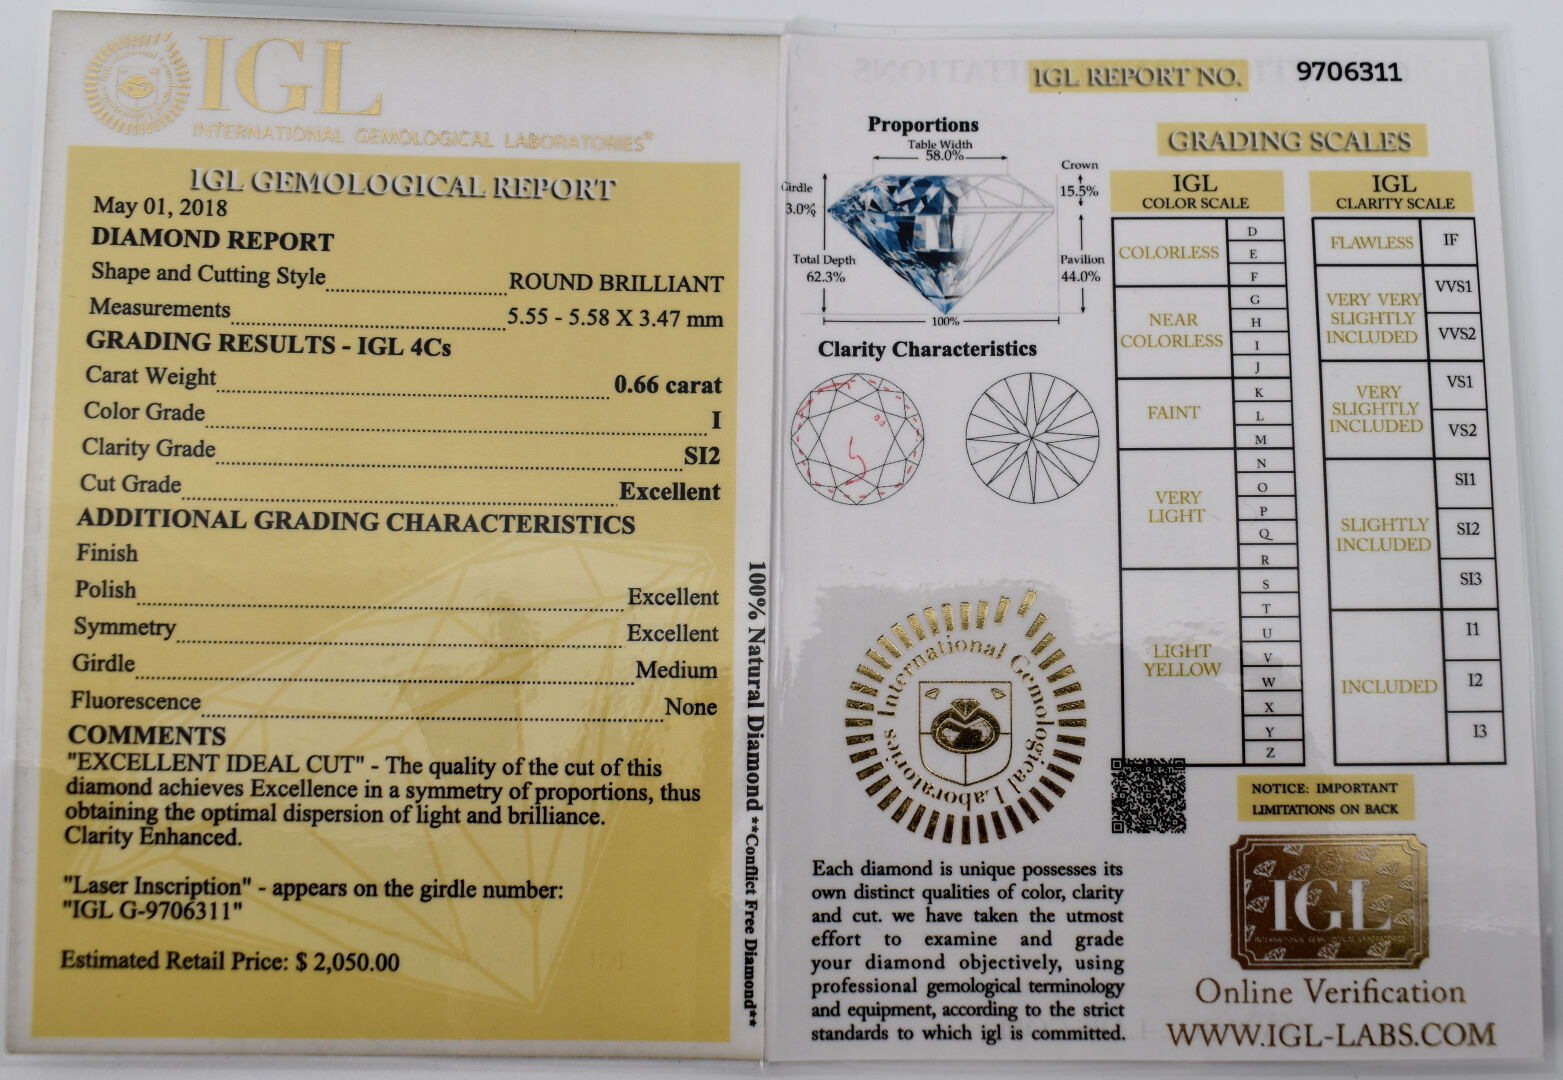 IGL
INTERNATIONAL GEMOLOGICAL LABORATORIES®
IGL GEMOLOGICAL REPORT
May 01, 2018
DIAMOND REPORT
Shape and Cutting Style ROUND BRILLIANT
Measurements 5.55 - 5.58 X 3.47 mm
GRADING RESULTS - IGL 4Cs
Carat Weight 0.66 carat
Color Grade I
Clarity Grade SI2
Cut Grade Excellent
ADDITIONAL GRADING CHARACTERISTICS
Finish
Polish Excellent
Symmetry Excellent
Girdle Medium
Fluorescence None
COMMENTS
"EXCELLENT IDEAL CUT" - The quality of the cut of this
diamond achieves Excellence in a symmetry of proportions, thus
obtaining the optimal dispersion of light and brilliance.
Clarity Enhanced.
"Laser Inscription" - appears on the girdle number:
"IGL G-9706311"
Estimated Retail Price: $ 2,050.00
100% Natural Diamond **Conflict Free Diamond**
IGL REPORT NO. 9706311
Proportions
Table Width
58.0%
Crown
15.5%
Girdle
3.0%
Total Depth
62.3%
Pavilion
44.0%
100%
Clarity Characteristics
International Gemological Laboratories
Each diamond is unique possesses its
own distinct qualities of color, clarity
and cut. we have taken the utmost
effort to examine and grade
your diamond objectively, using
professional gemological terminology
and equipment, according to the strict
standards to which igl is committed.
GRADING SCALES
IGL
COLOR SCALE
COLORLESS
D
E
F
NEAR
COLORLESS
G
H
I
J
FAINT
K
L
M
VERY
LIGHT
N
O
P
Q
R
LIGHT
YELLOW
S
T
U
V
W
X
Y
Z
IGL
CLARITY SCALE
FLAWLESS
IF
VERY VERY
SLIGHTLY
INCLUDED
VVS1
VVS2
VERY
SLIGHTLY
INCLUDED
VS1
VS2
SLIGHTLY
INCLUDED
SI1
SI2
SI3
INCLUDED
I1
I2
I3
NOTICE: IMPORTANT
LIMITATIONS ON BACK
IGL
Online Verification
WWW.IGL-LABS.COM